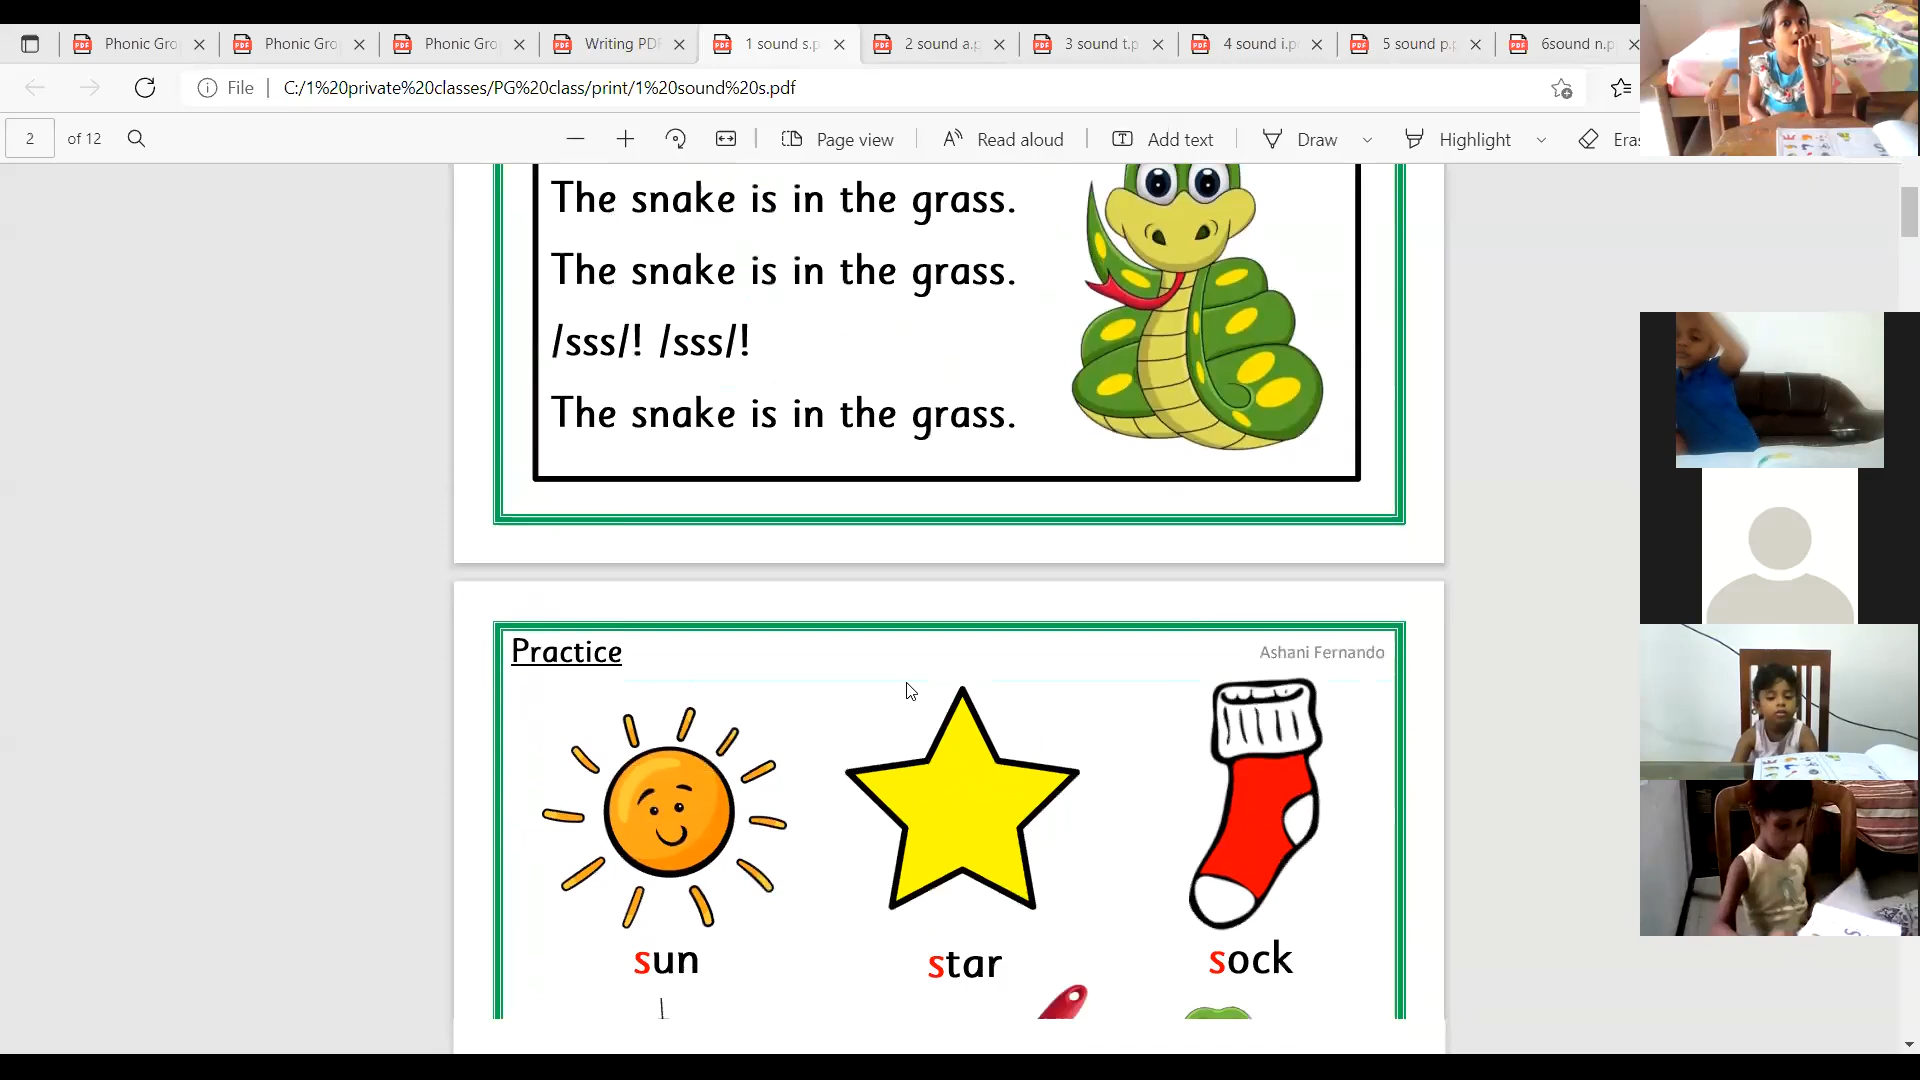 Phonic Gro
Phonic Gro
Phonic Gro
Writing PDF
1 sound s.p
2 sound a.p
3 sound t.p
4 sound i.p
5 sound p.p
6sound n.p
File
C:/1%20private%20classes/PG%20class/print/1%20sound%20s.pdf
2 of 12
Page view
Read aloud
Add text
Draw
Highlight
Eras
The snake is in the grass.
The snake is in the grass.
/sss/! /sss/!
The snake is in the grass.
Practice
Ashani Fernando
sun
star
sock